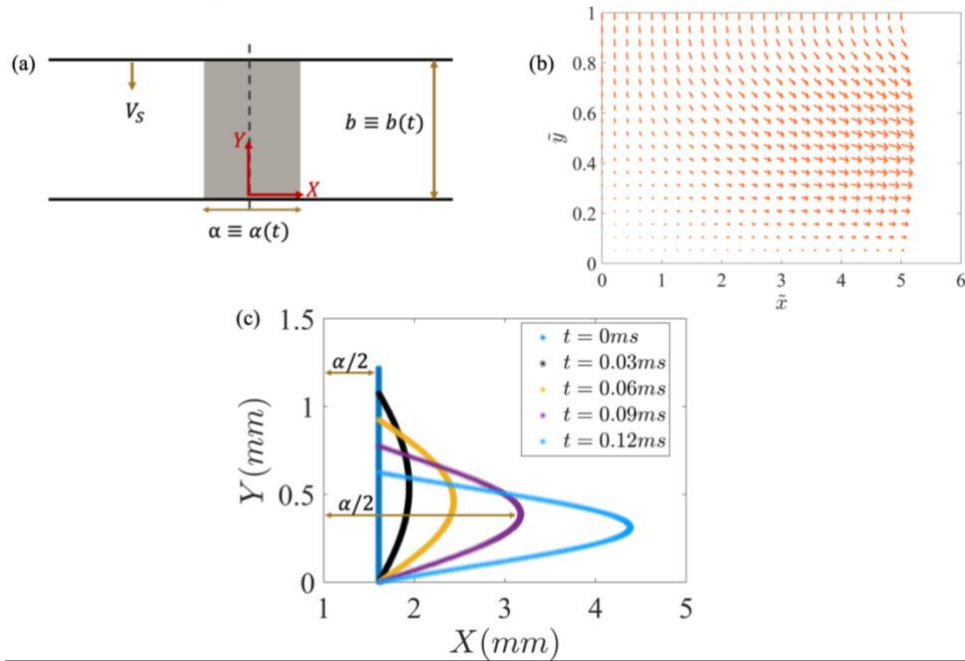 (a)
V_S
Y
X
b ≡ b(t)
α ≡ α(t)
(b)
1
0.8
0.6
0.4
0.2
0
ỹ
0 1 2 3 4 5 6
x̃
(c)
1.5
1
0.5
0
Y(mm)
α/2
α/2
t = 0ms
t = 0.03ms
t = 0.06ms
t = 0.09ms
t = 0.12ms
1 2 3 4 5
X(mm)